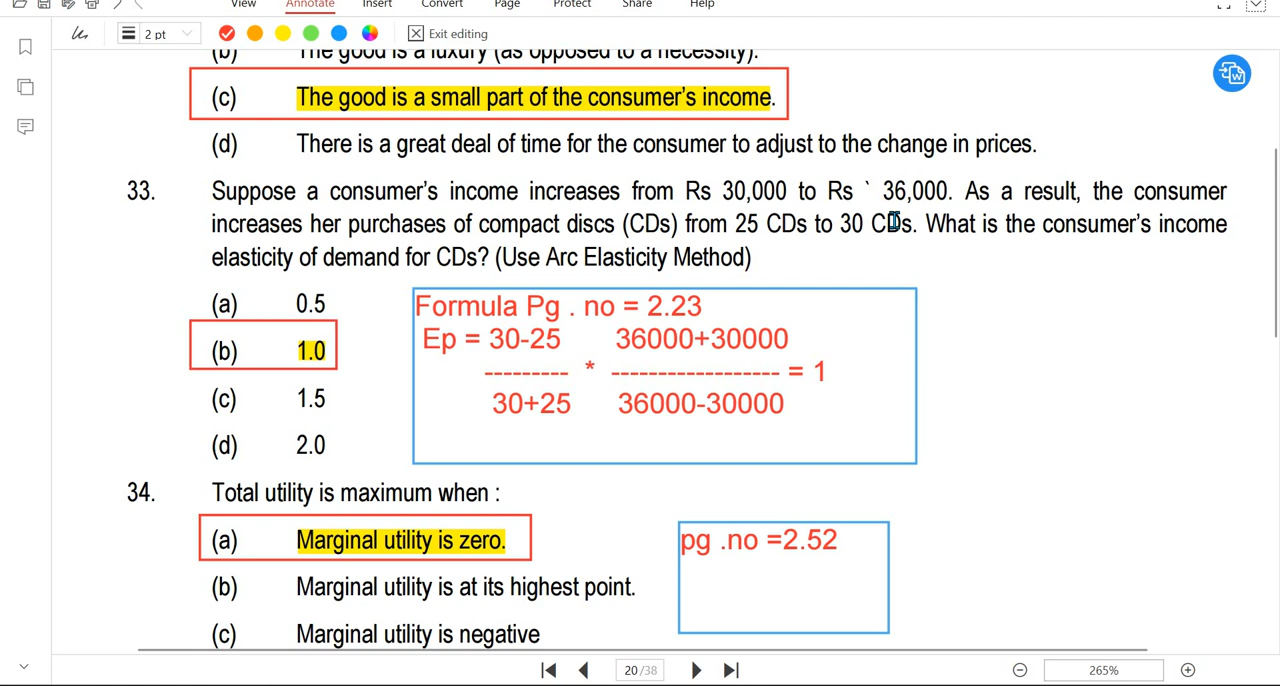 View Annotate Insert Convert Page Protect Share Help
2 pt Exit editing
(b) The good is a luxury (as opposed to a necessity).
(c) The good is a small part of the consumer's income.
(d) There is a great deal of time for the consumer to adjust to the change in prices.
33. Suppose a consumer's income increases from Rs 30,000 to Rs ` 36,000. As a result, the consumer
increases her purchases of compact discs (CDs) from 25 CDs to 30 CDs. What is the consumer's income
elasticity of demand for CDs? (Use Arc Elasticity Method)
(a) 0.5
(b) 1.0
(c) 1.5
(d) 2.0
Formula Pg . no = 2.23
Ep = 30-25 36000+30000
--------- * ----------------- = 1
30+25 36000-30000
34. Total utility is maximum when :
(a) Marginal utility is zero.
(b) Marginal utility is at its highest point.
(c) Marginal utility is negative
pg .no =2.52
20 /38
265%